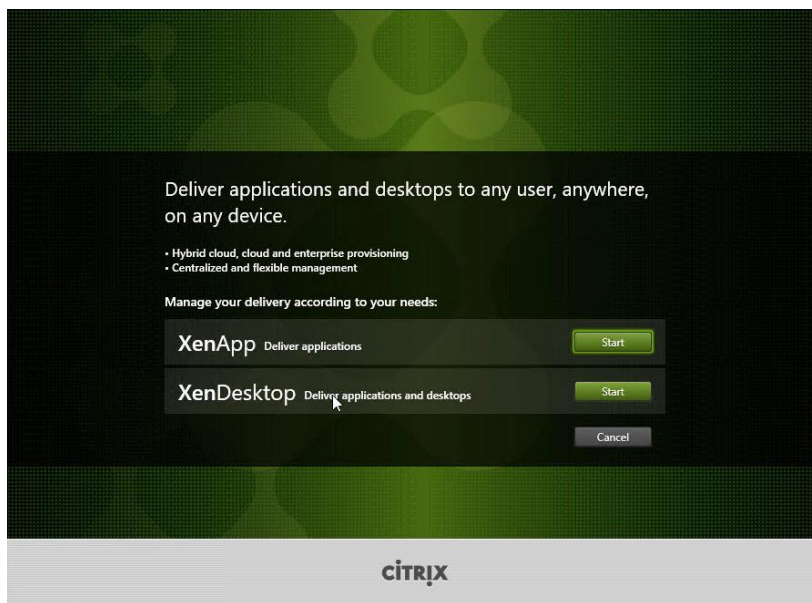 Deliver applications and desktops to any user, anywhere,
on any device.
• Hybrid cloud, cloud and enterprise provisioning
• Centralized and flexible management
Manage your delivery according to your needs:
XenApp Deliver applications Start
XenDesktop Deliver applications and desktops Start
Cancel
CİTRIX